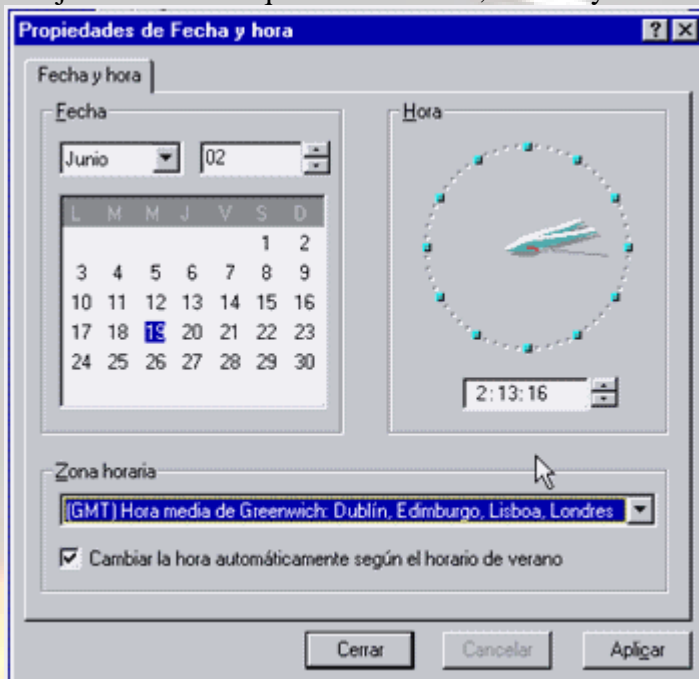 Propiedades de Fecha y hora
Fecha y hora
Fecha
Junio 02
L M M J V S D
1 2
3 4 5 6 7 8 9
10 11 12 13 14 15 16
17 18 19 20 21 22 23
24 25 26 27 28 29 30
Hora
2:13:16
Zona horaria
(GMT) Hora media de Greenwich: Dublín, Edimburgo, Lisboa, Londres
Cambiar la hora automáticamente según el horario de verano
Cerrar Cancelar Aplicar